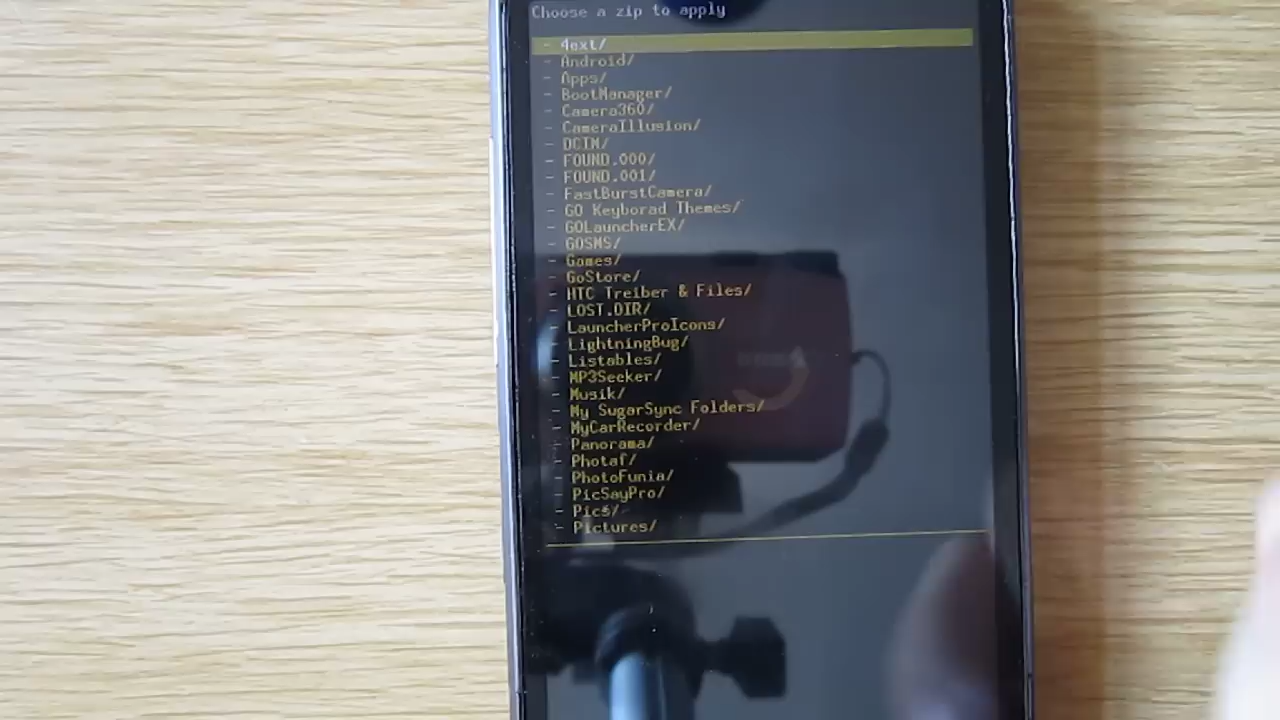 Choose a zip to apply
- 4ext/
- Android/
- Apps/
- BootManager/
- Camera360/
- CameraIllusion/
- DCIM/
- FOUND.000/
- FOUND.001/
- FastBurstCamera/
- GO Keyborad Themes/
- GOLauncherEX/
- GOSMS/
- Games/
- GoStore/
- HTC Treiber & Files/
- LOST.DIR/
- LauncherProIcons/
- LightningBug/
- Listables/
- MP3Seeker/
- Musik/
- My SugarSync Folders/
- MyCarRecorder/
- Panorama/
- Photaf/
- PhotoFunia/
- PicSayPro/
- Pics/
- Pictures/